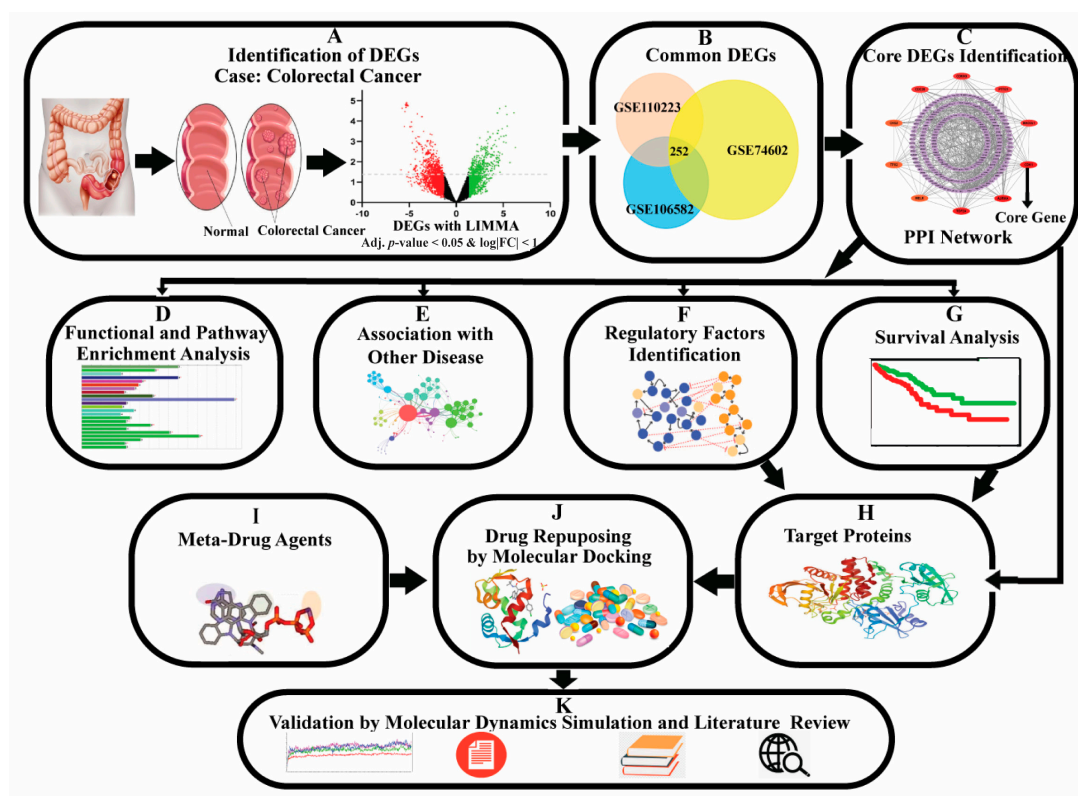 A
Identification of DEGs
Case: Colorectal Cancer
5
4
3
2
1
0
-10
-5
0
5
10
Normal
Colorectal Cancer
DEGs with LIMMA
Adj. p-value < 0.05 & log|FC| < 1
B
Common DEGs
GSE110223
GSE74602
252
GSE106582
C
Core DEGs Identification
Core Gene
PPI Network
D
Functional and Pathway
Enrichment Analysis
E
Association with
Other Disease
F
Regulatory Factors
Identification
G
Survival Analysis
I
Meta-Drug Agents
J
Drug Repuposing
by Molecular Docking
H
Target Proteins
K
Validation by Molecular Dynamics Simulation and Literature Review